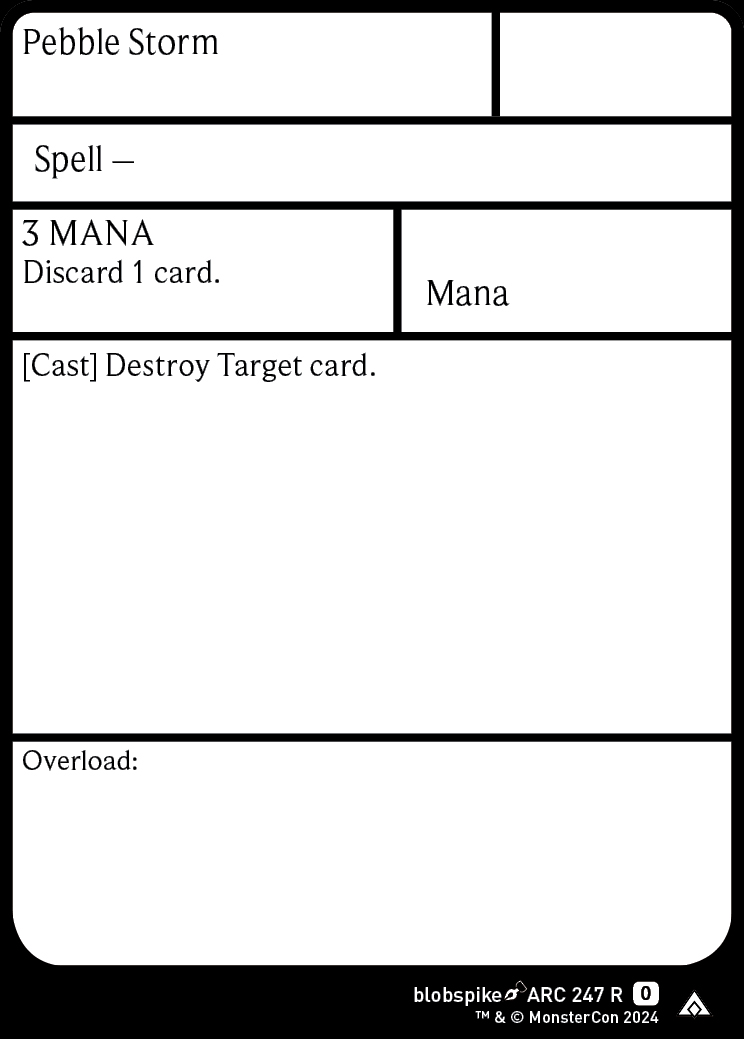 Pebble Storm
Spell —
3 MANA
Discard 1 card.
Mana
[Cast] Destroy Target card.
Overload:
blobspike ARC 247 R 0
™ & © MonsterCon 2024